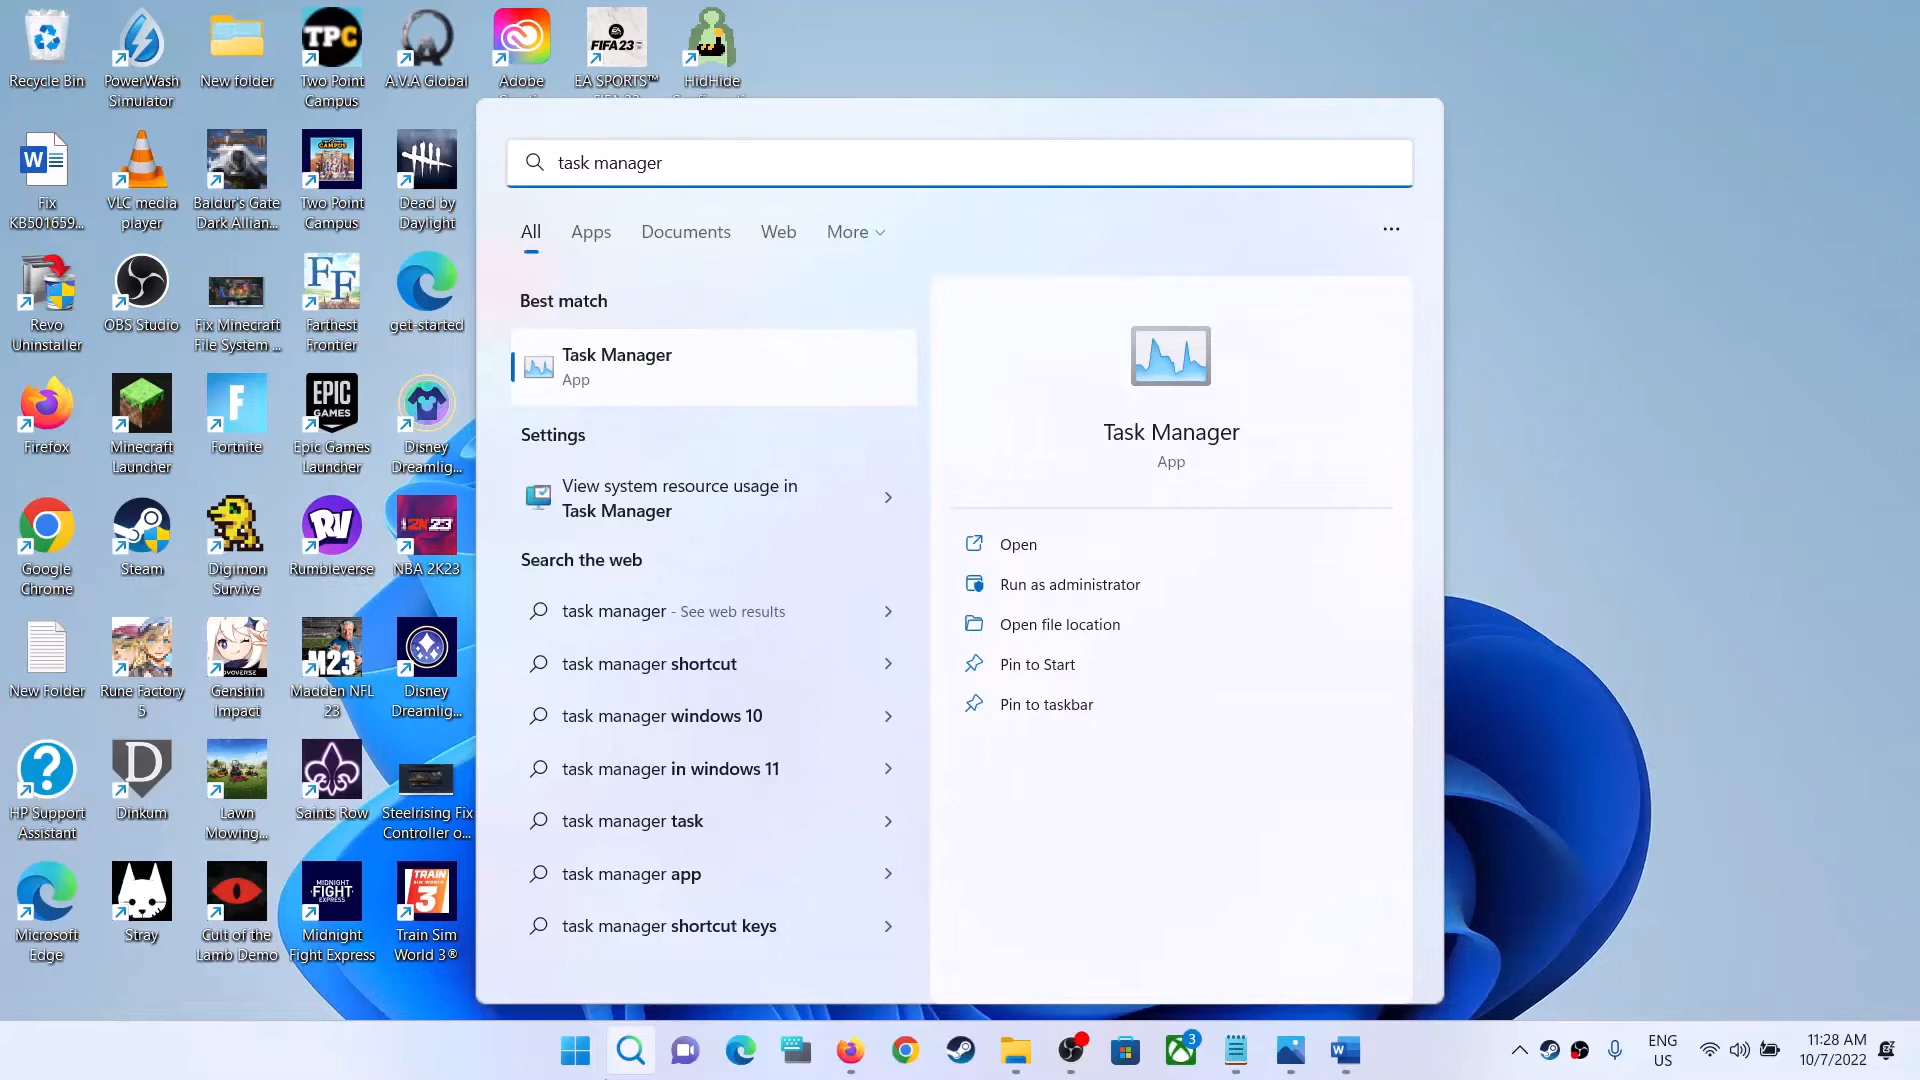 Recycle Bin
PowerWash
Simulator
New folder
TPC
Two Point
Campus
A.V.A Global
Adobe
FIFA 23
EA SPORTS™
HidHide
W
Fix
KB501659...
VLC media
player
Baldur's Gate
Dark Allian...
CAMPUS
Two Point
Campus
Dead by
Daylight
Revo
Uninstaller
OBS Studio
Fix Minecraft
File System ...
FF
Farthest
Frontier
get-started
Firefox
Minecraft
Launcher
F
Fortnite
EPIC
GAMES
Epic Games
Launcher
Disney
Dreamlig...
Google
Chrome
Steam
Digimon
Survive
RV
Rumbleverse
2K23
NBA 2K23
New Folder
Rune Factory
5
Genshin
Impact
M23
Madden NFL
23
Disney
Dreamlig...
?
HP Support
Assistant
D
Dinkum
Lawn
Mowing...
Saints Row
Steelrising Fix
Controller o...
Microsoft
Edge
Stray
Cult of the
Lamb Demo
MIDNIGHT
FIGHT
EXPRESS
Midnight
Fight Express
TRAIN
SIM WORLD
3
Train Sim
World 3®
task manager
All
Apps
Documents
Web
More
Best match
Task Manager
App
Settings
View system resource usage in
Task Manager
Search the web
task manager - See web results
task manager shortcut
task manager windows 10
task manager in windows 11
task manager task
task manager app
task manager shortcut keys
Task Manager
App
Open
Run as administrator
Open file location
Pin to Start
Pin to taskbar
3
W
ENG
US
11:28 AM
10/7/2022